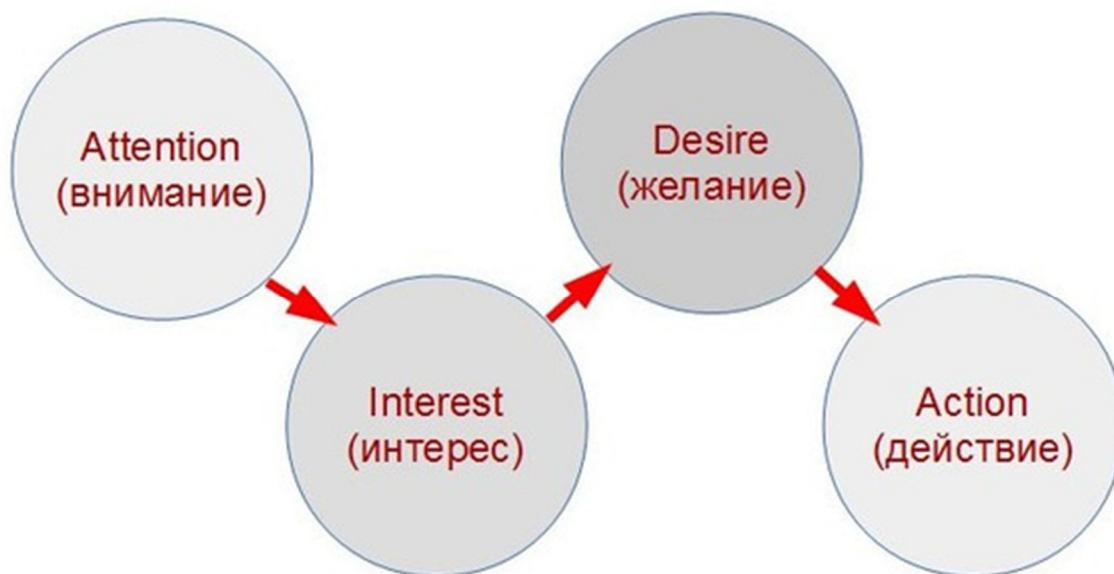 Attention
(внимание)
Interest
(интерес)
Desire
(желание)
Action
(действие)